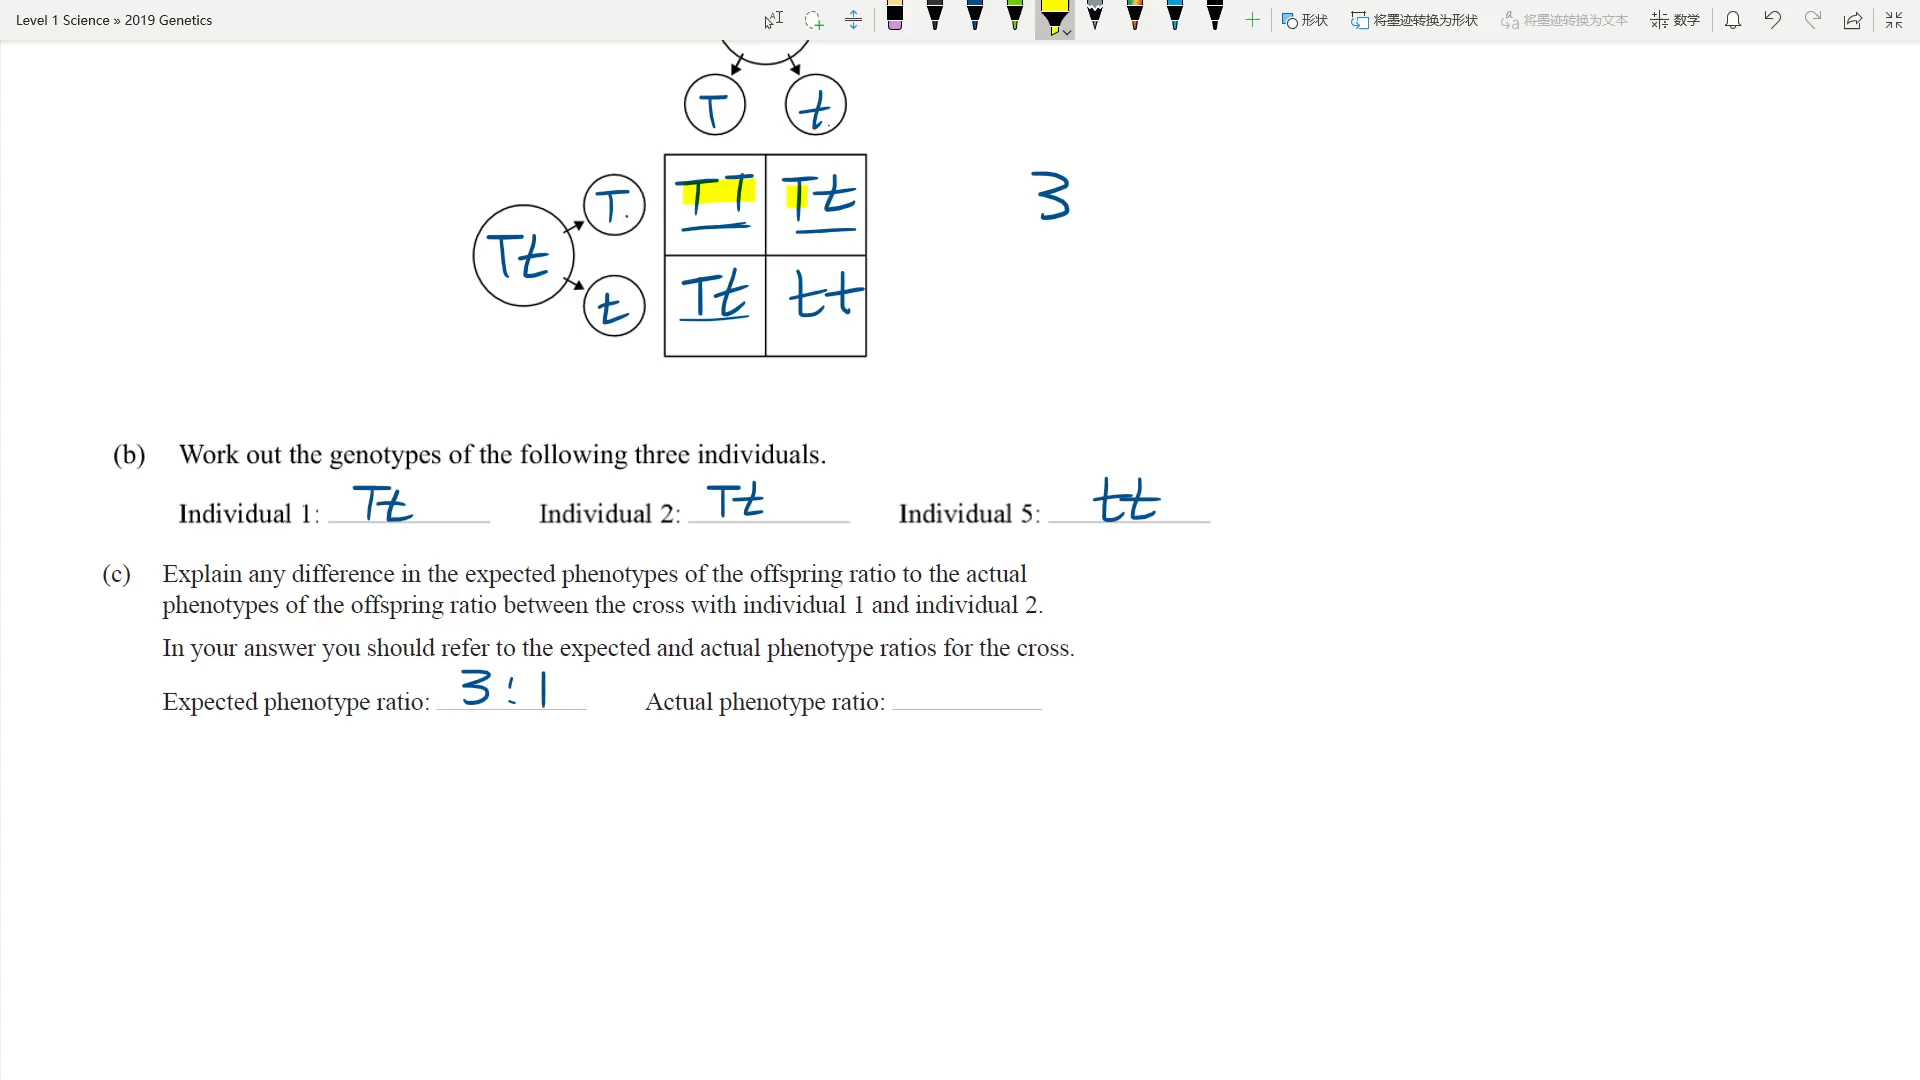 Level 1 Science » 2019 Genetics
形状
将墨迹转换为形状
将墨迹转换为文本
数学
T t
T TT Tt 3
Tt
t Tt tt
(b) Work out the genotypes of the following three individuals.
Individual 1: Tt Individual 2: Tt Individual 5: tt
(c) Explain any difference in the expected phenotypes of the offspring ratio to the actual
phenotypes of the offspring ratio between the cross with individual 1 and individual 2.
In your answer you should refer to the expected and actual phenotype ratios for the cross.
Expected phenotype ratio: 3 : 1 Actual phenotype ratio: